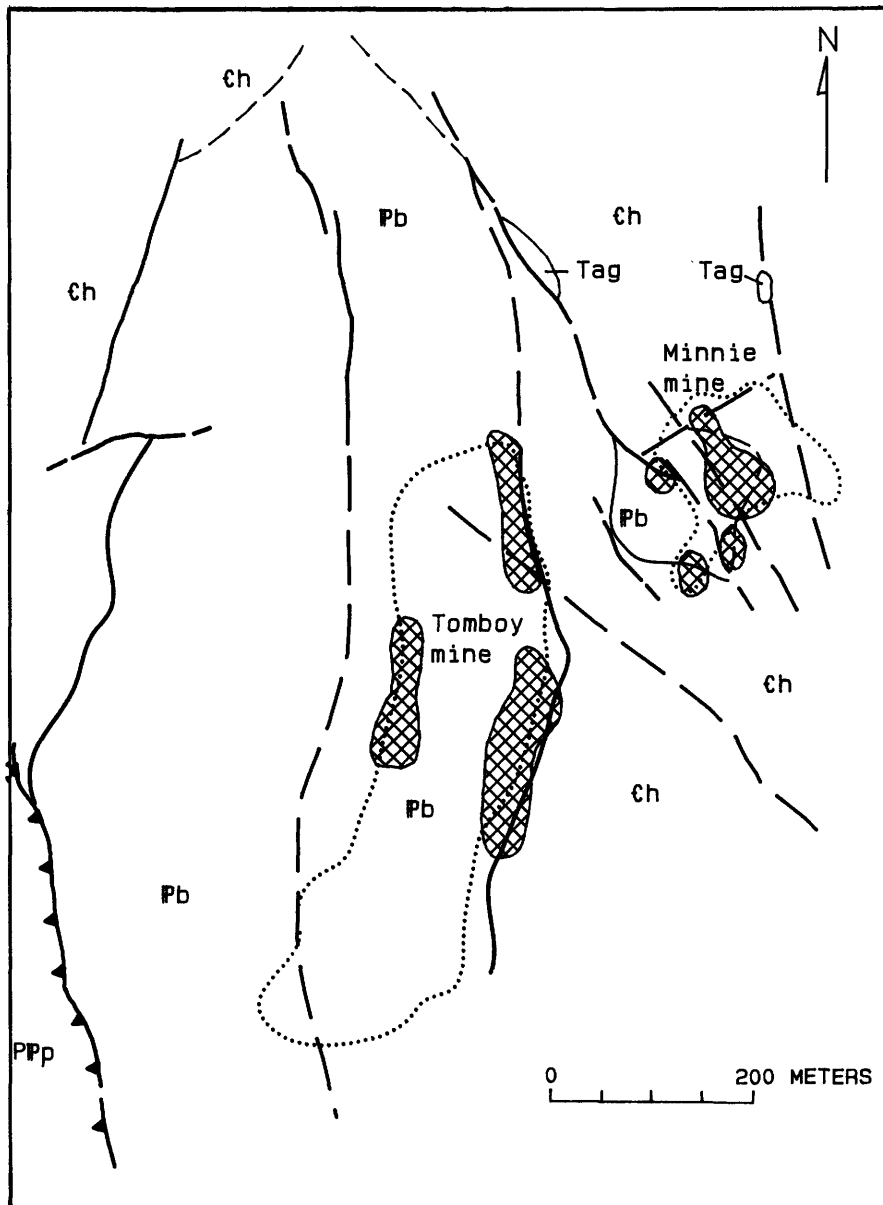 N
Ꞓh
ℙb
Ꞓh
Ꞓh
Tag
Tag
Minnie
mine
ℙb
Tomboy
mine
Ꞓh
ℙb
Ꞓh
ℙb
Pℙp
0 200 METERS